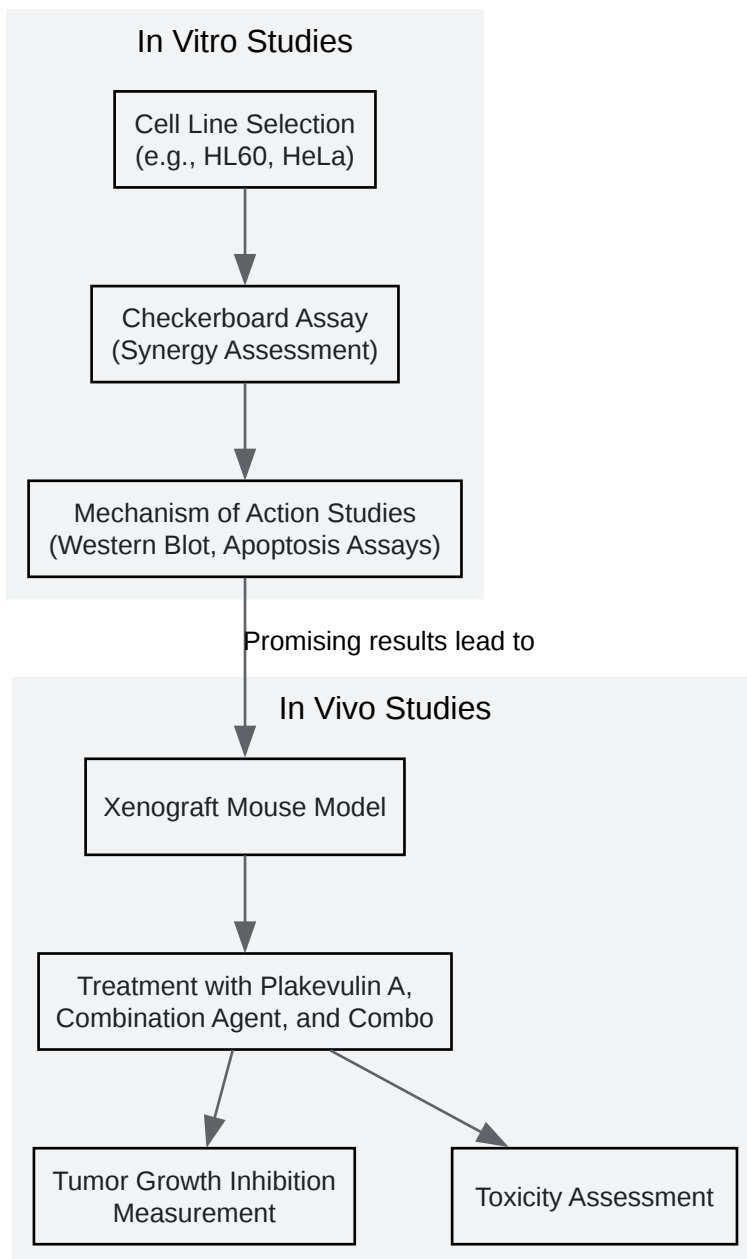 In Vitro Studies
Cell Line Selection
(e.g., HL60, HeLa)
Checkerboard Assay
(Synergy Assessment)
Mechanism of Action Studies
(Western Blot, Apoptosis Assays)
Promising results lead to
In Vivo Studies
Xenograft Mouse Model
Treatment with Plakevulin A,
Combination Agent, and Combo
Tumor Growth Inhibition
Measurement
Toxicity Assessment